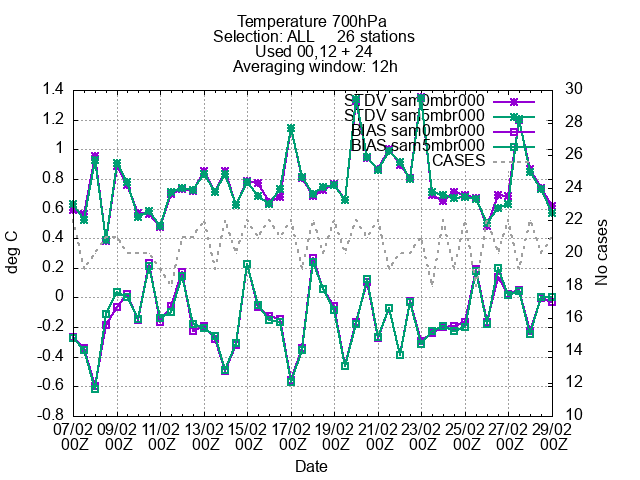 Temperature 700hPa
Selection: ALL 26 stations
Used 00,12 + 24
Averaging window: 12h
1.4
1.2
1
0.8
0.6
0.4
0.2
0
-0.2
-0.4
-0.6
-0.8
deg C
30
28
26
24
22
20
18
16
14
12
10
No cases
STDV sam0mbr000
STDV sam5mbr000
BIAS sam0mbr000
BIAS sam5mbr000
CASES
07/02 09/02 11/02 13/02 15/02 17/02 19/02 21/02 23/02 25/02 27/02 29/02
00Z 00Z 00Z 00Z 00Z 00Z 00Z 00Z 00Z 00Z 00Z 00Z
Date